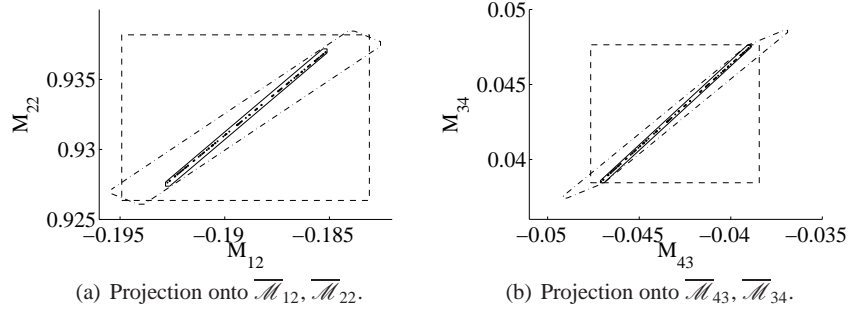 0.935
0.93
0.925
M22
−0.195
−0.19
−0.185
M12
(a) Projection onto ℳ̅12, ℳ̅22.
0.05
0.045
0.04
M34
−0.05
−0.045
−0.04
−0.035
M43
(b) Projection onto ℳ̅43, ℳ̅34.